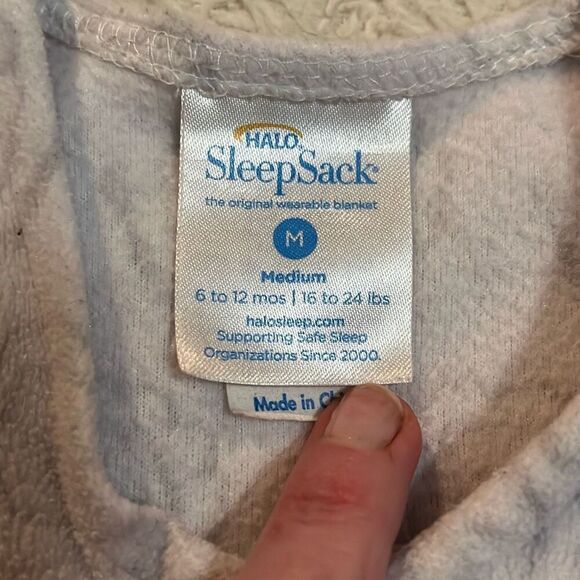 HALO.
SleepSack
the original wearable blanket
M
Medium
6 to 12 mos | 16 to 24 lbs
halosleep.com
Supporting Safe Sleep
Organizations Since 2000.
Made in